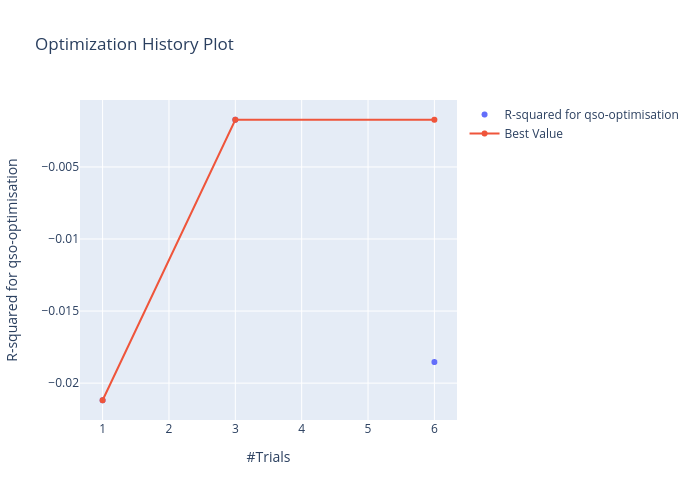 Optimization History Plot
R-squared for qso-optimisation
Best Value
R-squared for qso-optimisation
−0.005
−0.01
−0.015
−0.02
1 2 3 4 5 6
#Trials